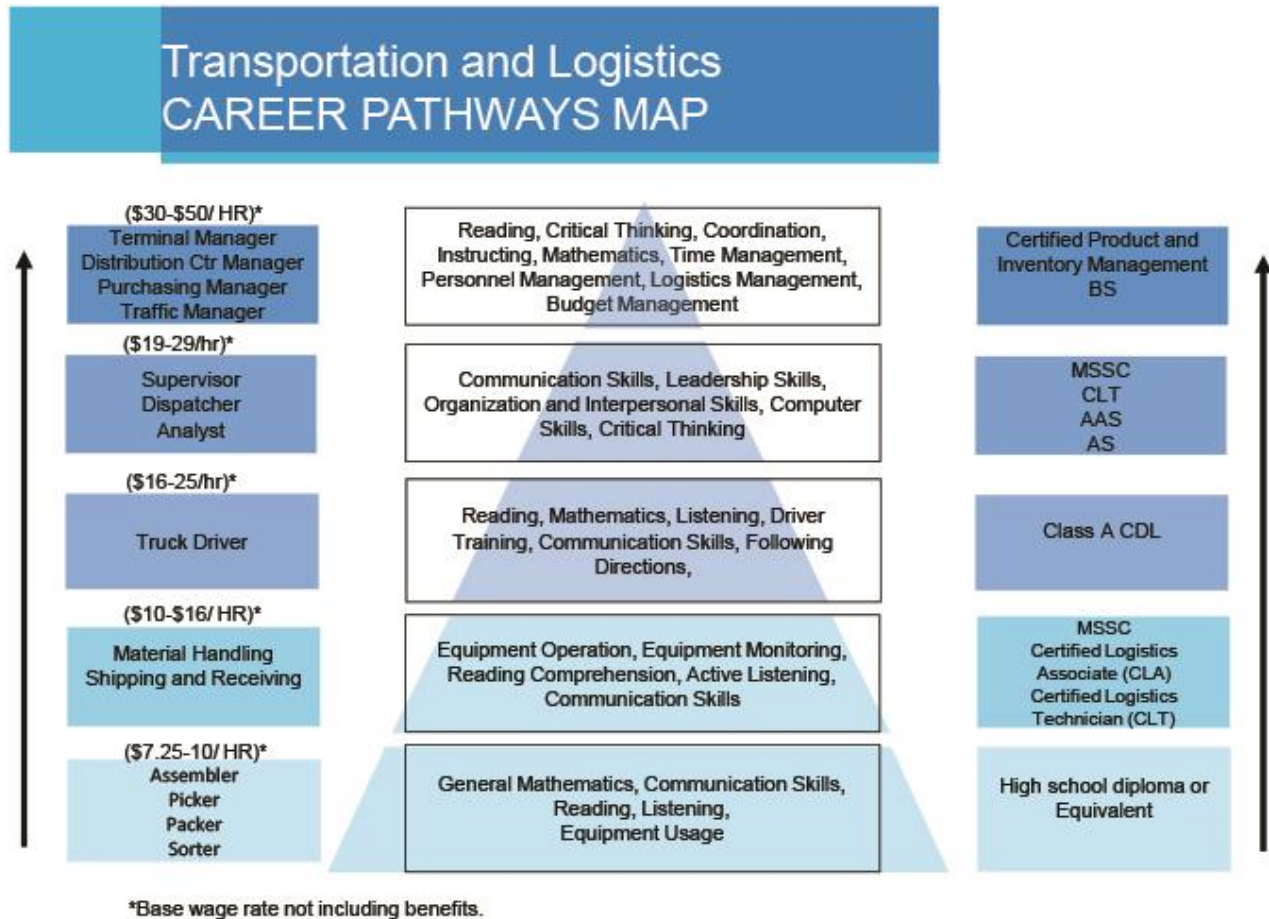 Transportation and Logistics
CAREER PATHWAYS MAP
($30-$50/ HR)*
Terminal Manager
Distribution Ctr Manager
Purchasing Manager
Traffic Manager
Reading, Critical Thinking, Coordination,
Instructing, Mathematics, Time Management,
Personnel Management, Logistics Management,
Budget Management
Certified Product and
Inventory Management
BS
($19-29/hr)*
Supervisor
Dispatcher
Analyst
Communication Skills, Leadership Skills,
Organization and Interpersonal Skills, Computer
Skills, Critical Thinking
MSSC
CLT
AAS
AS
($16-25/hr)*
Truck Driver
Reading, Mathematics, Listening, Driver
Training, Communication Skills, Following
Directions,
Class A CDL
($10-$16/ HR)*
Material Handling
Shipping and Receiving
Equipment Operation, Equipment Monitoring,
Reading Comprehension, Active Listening,
Communication Skills
MSSC
Certified Logistics
Associate (CLA)
Certified Logistics
Technician (CLT)
($7.25-10/ HR)*
Assembler
Picker
Packer
Sorter
General Mathematics, Communication Skills,
Reading, Listening,
Equipment Usage
High school diploma or
Equivalent
*Base wage rate not including benefits.